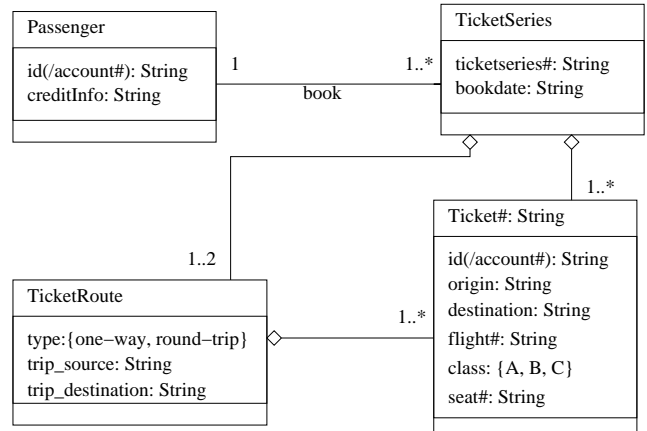 Passenger
id(/account#): String
creditInfo: String
1
1..*
book
TicketSeries
ticketseries#: String
bookdate: String
1..2
1..*
TicketRoute
type:{one−way, round−trip}
trip_source: String
trip_destination: String
1..*
Ticket#: String
id(/account#): String
origin: String
destination: String
flight#: String
class: {A, B, C}
seat#: String